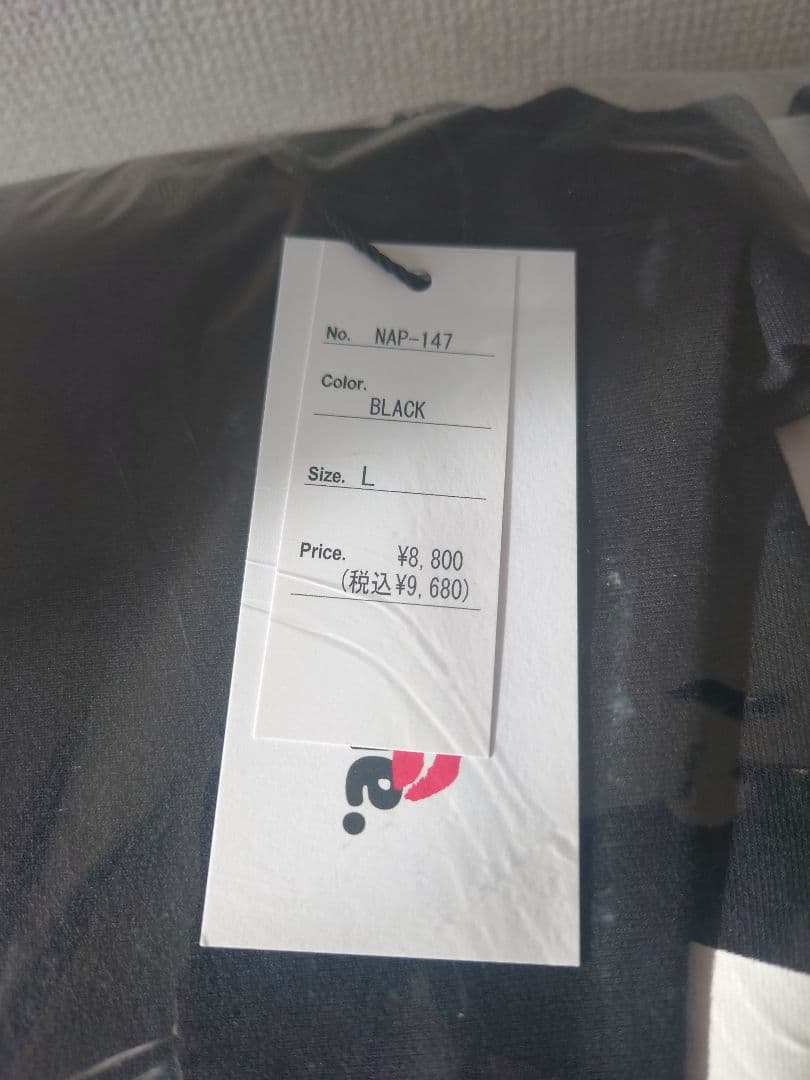 No. NAP-147
Color.
BLACK
Size. L
Price. ¥8,800
(税込¥9,680)
e.